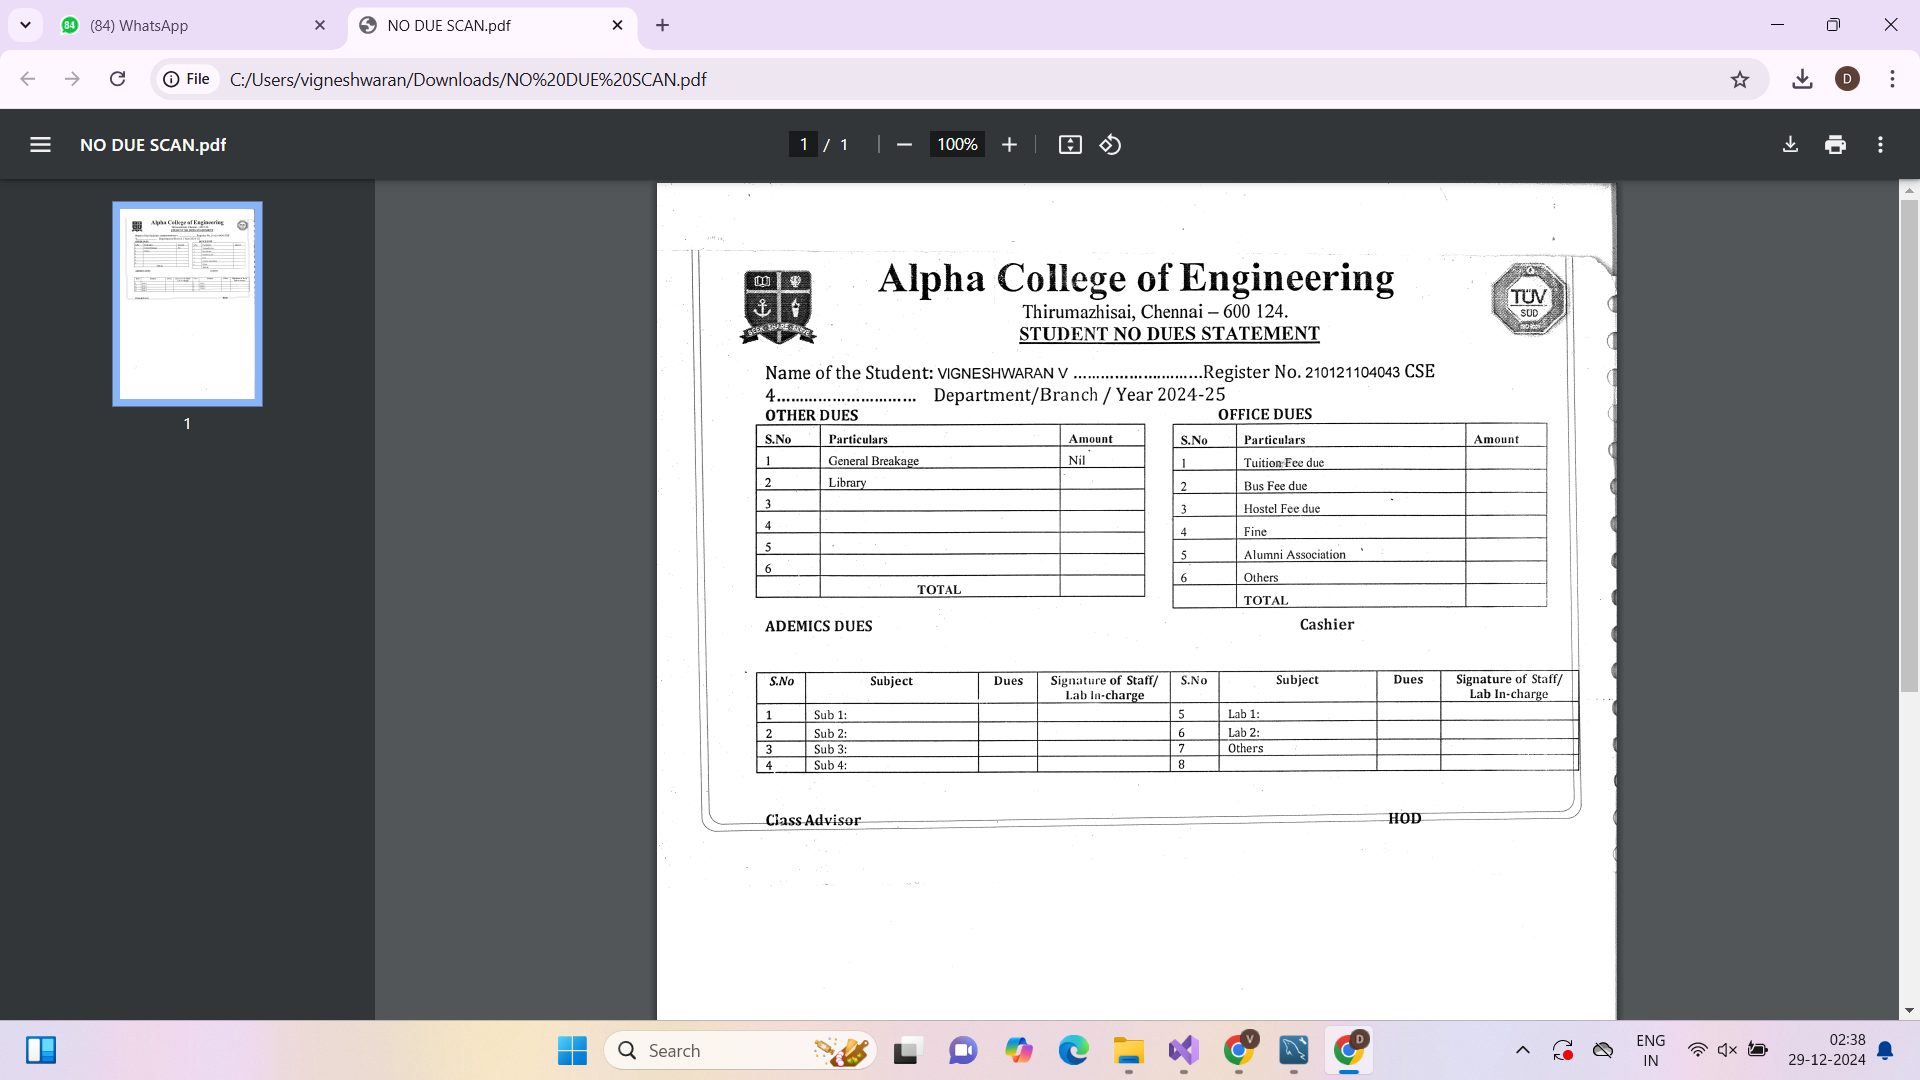 (84) WhatsApp
NO DUE SCAN.pdf
File
C:/Users/vigneshwaran/Downloads/NO%20DUE%20SCAN.pdf
D
NO DUE SCAN.pdf
1 / 1
100%
1
Alpha College of Engineering
Thirumazhisai, Chennai – 600 124.
STUDENT NO DUES STATEMENT
SEEK · SHARE · SERVE
TÜV
SÜD
ISO 9001
Name of the Student: VIGNESHWARAN V ............................Register No. 210121104043 CSE
4.............................. Department/Branch / Year 2024-25
OTHER DUES
S.No Particulars Amount
1 General Breakage Nil
2 Library
3
4
5
6
TOTAL
OFFICE DUES
S.No Particulars Amount
1 Tuition Fee due
2 Bus Fee due
3 Hostel Fee due
4 Fine
5 Alumni Association
6 Others
TOTAL
ADEMICS DUES
Cashier
S.No Subject Dues Signature of Staff/ S.No Subject Dues Signature of Staff/
Lab In-charge Lab In-charge
1 Sub 1: 5 Lab 1:
2 Sub 2: 6 Lab 2:
3 Sub 3: 7 Others
4 Sub 4: 8
Class Advisor HOD
Search
V
D
ENG
IN
02:38
29-12-2024